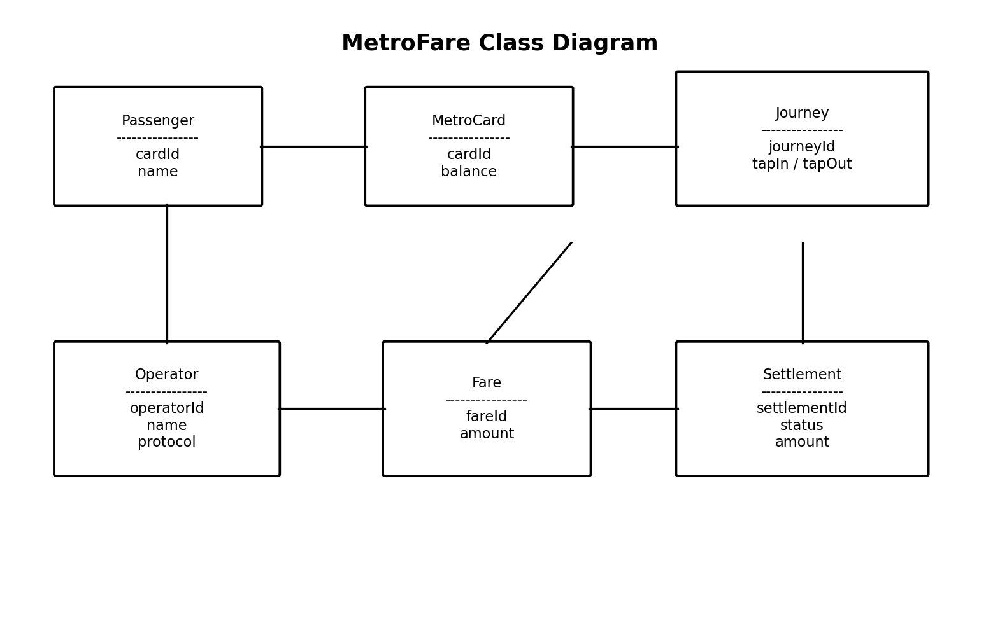 MetroFare Class Diagram
Passenger
----------------
cardId
name
MetroCard
----------------
cardId
balance
Journey
----------------
journeyId
tapIn / tapOut
Operator
----------------
operatorId
name
protocol
Fare
----------------
fareId
amount
Settlement
----------------
settlementId
status
amount